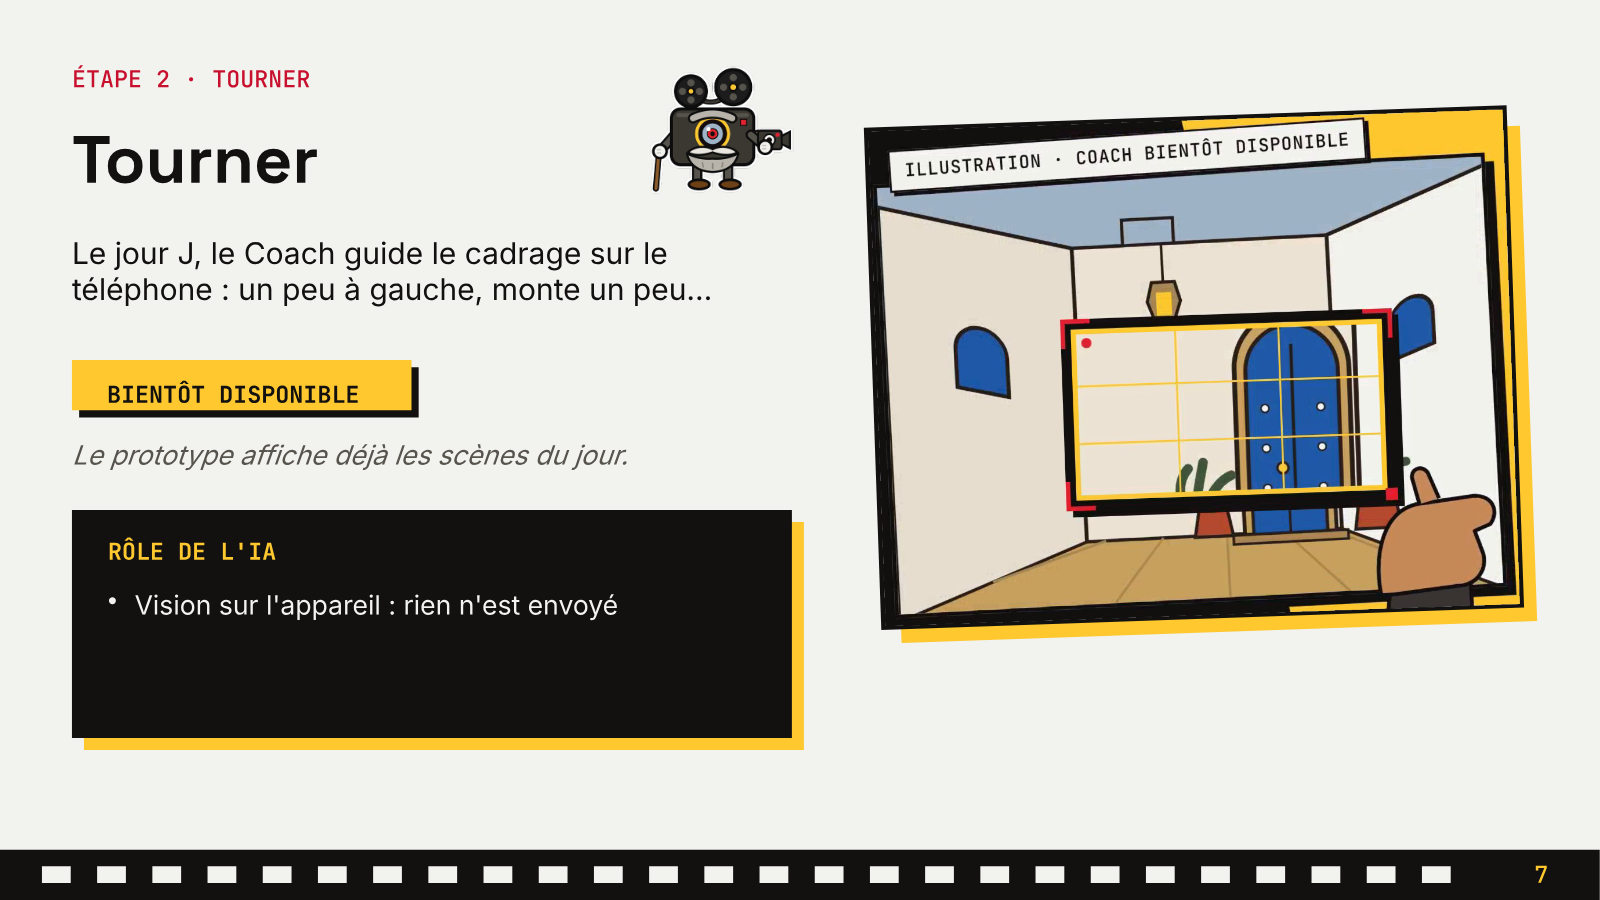 ÉTAPE 2 · TOURNER
Tourner
Le jour J, le Coach guide le cadrage sur le
téléphone : un peu à gauche, monte un peu...
BIENTÔT DISPONIBLE
Le prototype affiche déjà les scènes du jour.
RÔLE DE L'IA
• Vision sur l'appareil : rien n'est envoyé
ILLUSTRATION · COACH BIENTÔT DISPONIBLE
7